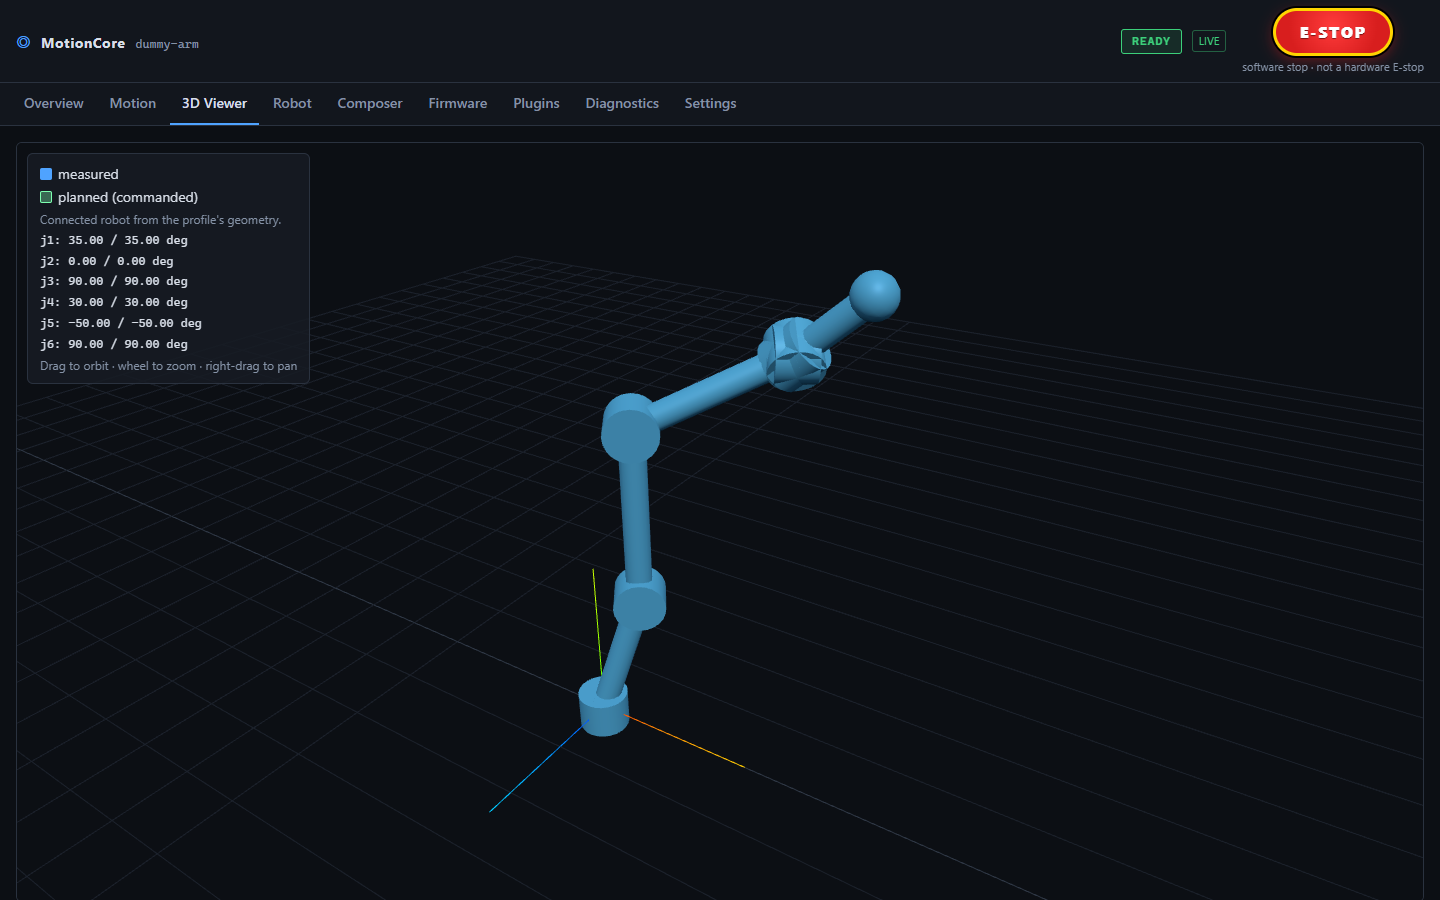 MotionCore dummy-arm
READY LIVE E-STOP
software stop · not a hardware E-stop
Overview Motion 3D Viewer Robot Composer Firmware Plugins Diagnostics Settings
measured
planned (commanded)
Connected robot from the profile's geometry.
j1: 35.00 / 35.00 deg
j2: 0.00 / 0.00 deg
j3: 90.00 / 90.00 deg
j4: 30.00 / 30.00 deg
j5: −50.00 / −50.00 deg
j6: 90.00 / 90.00 deg
Drag to orbit · wheel to zoom · right-drag to pan